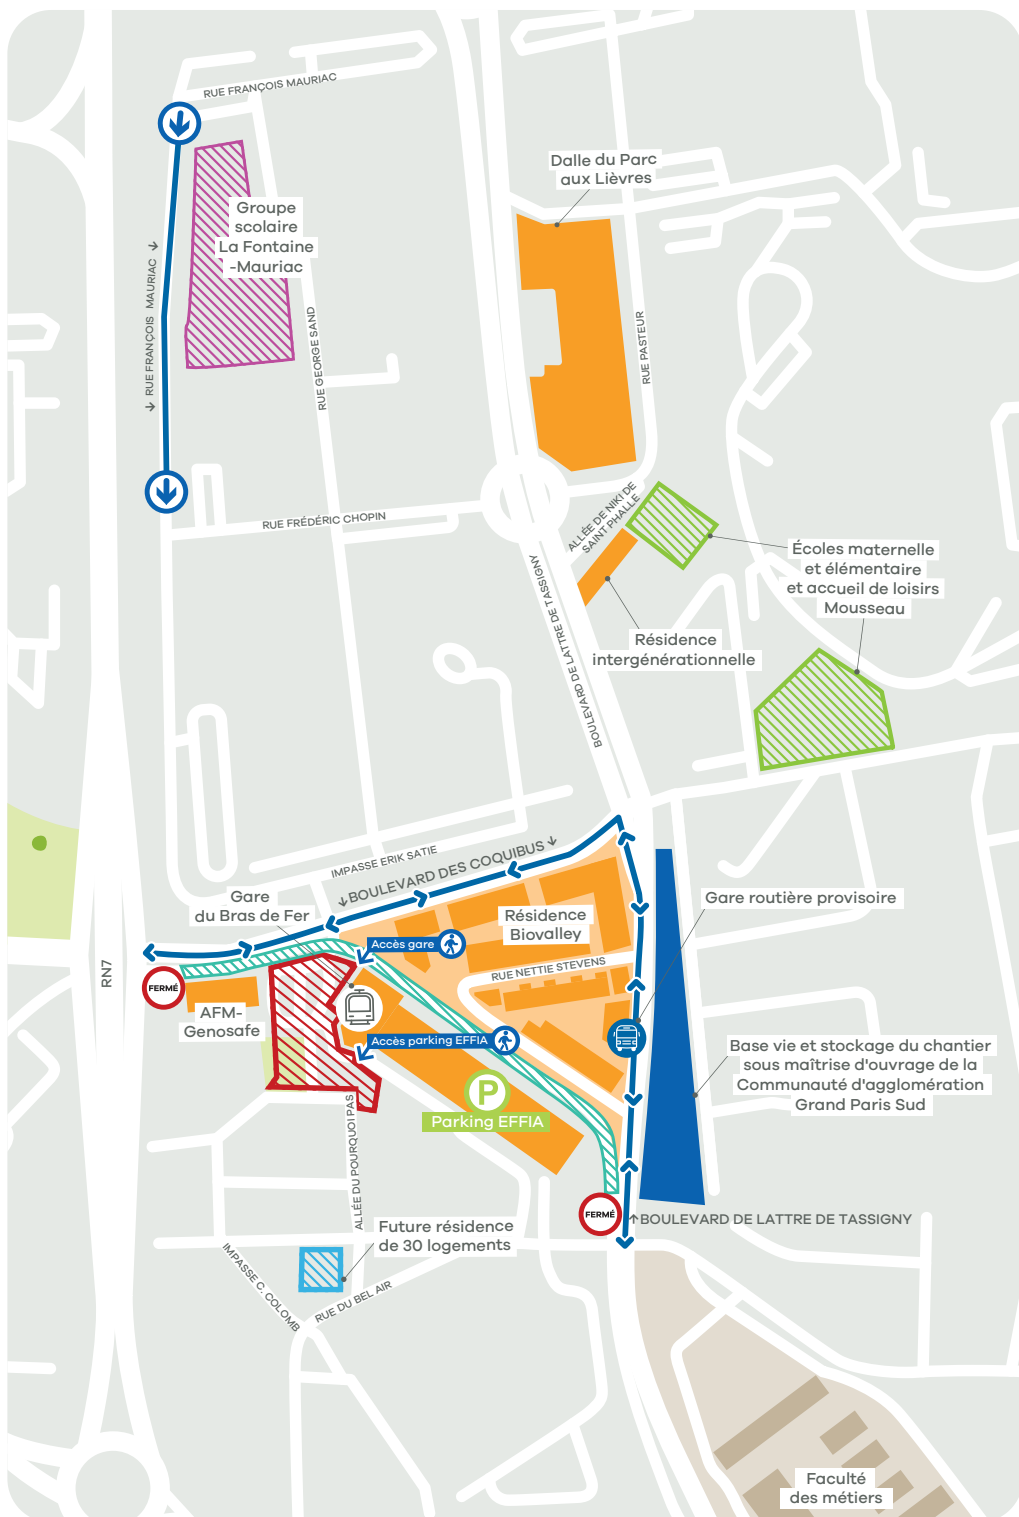 RUE FRANÇOIS MAURIAC
Dalle du Parc
aux Lièvres
Groupe
scolaire
La Fontaine
-Mauriac
RUE FRANÇOIS MAURIAC
RUE GEORGE SAND
RUE PASTEUR
RUE FRÉDÉRIC CHOPIN
ALLÉE DE NIKI DE
SAINT PHALLE
Écoles maternelle
et élémentaire
et accueil de loisirs
Mousseau
Résidence
intergénérationnelle
BOULEVARD DE LATTRE DE TASSIGNY
IMPASSE ERIK SATIE
BOULEVARD DES COQUIBUS
Gare
du Bras de Fer
Gare routière provisoire
Résidence
Biovalley
Accès gare
RUE NETTIE STEVENS
RN7
FERMÉ
AFM-
Genosafe
Accès parking EFFIA
Base vie et stockage du chantier
sous maîtrise d'ouvrage de la
Communauté d'agglomération
Grand Paris Sud
P
Parking EFFIA
ALLÉE DU POURQUOI PAS
FERMÉ
BOULEVARD DE LATTRE DE TASSIGNY
Future résidence
de 30 logements
IMPASSE C. COLOMB
RUE DU BEL AIR
Faculté
des métiers